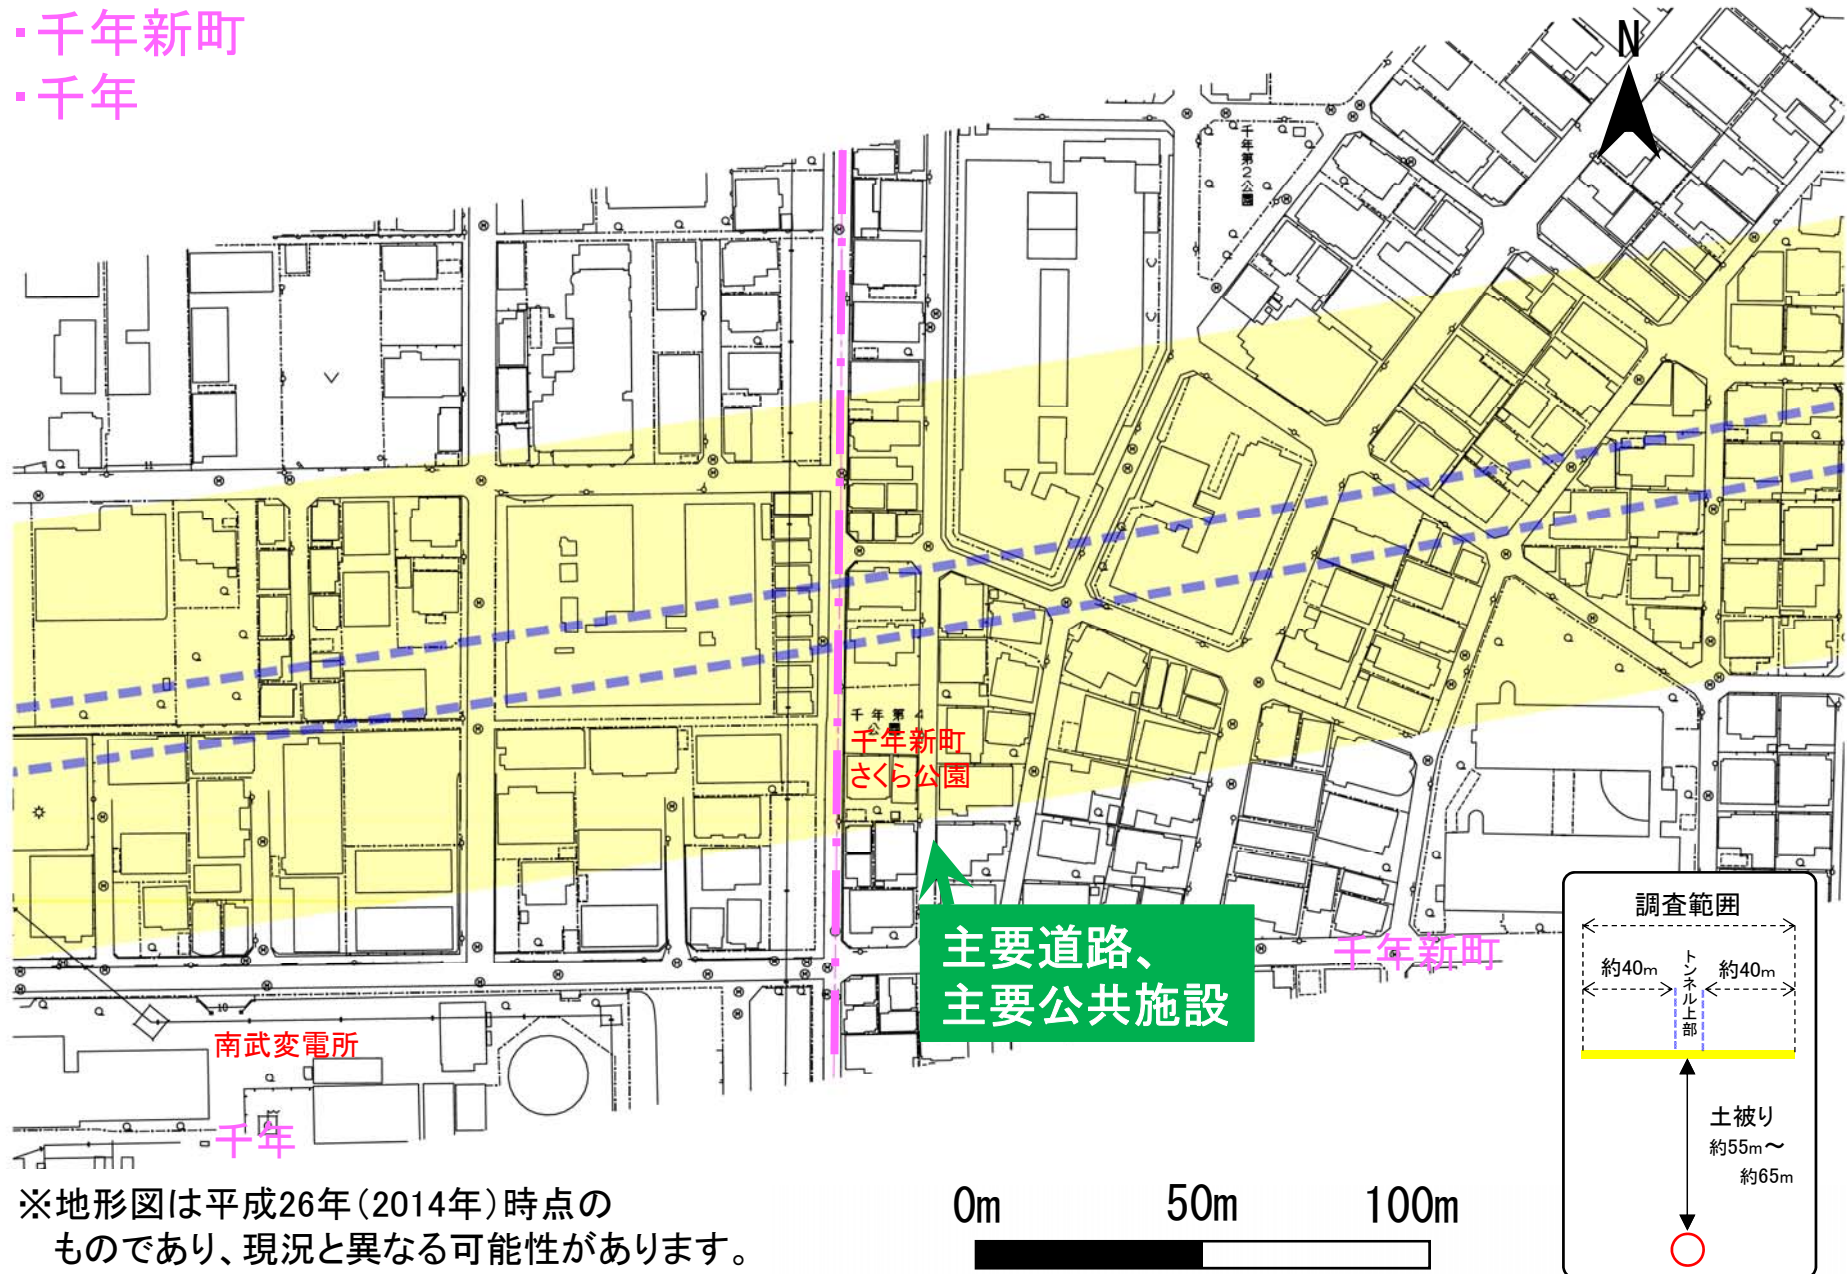 ・千年新町
・千年
N
千年第2公園
千年第4
公園
千年新町
さくら公園
主要道路、
主要公共施設
千年新町
11
10
南武変電所
千年
調査範囲
約40m
トンネル上部
約40m
土被り
約55m～
約65m
※地形図は平成26年(2014年)時点の
ものであり、現況と異なる可能性があります。
0m 50m 100m